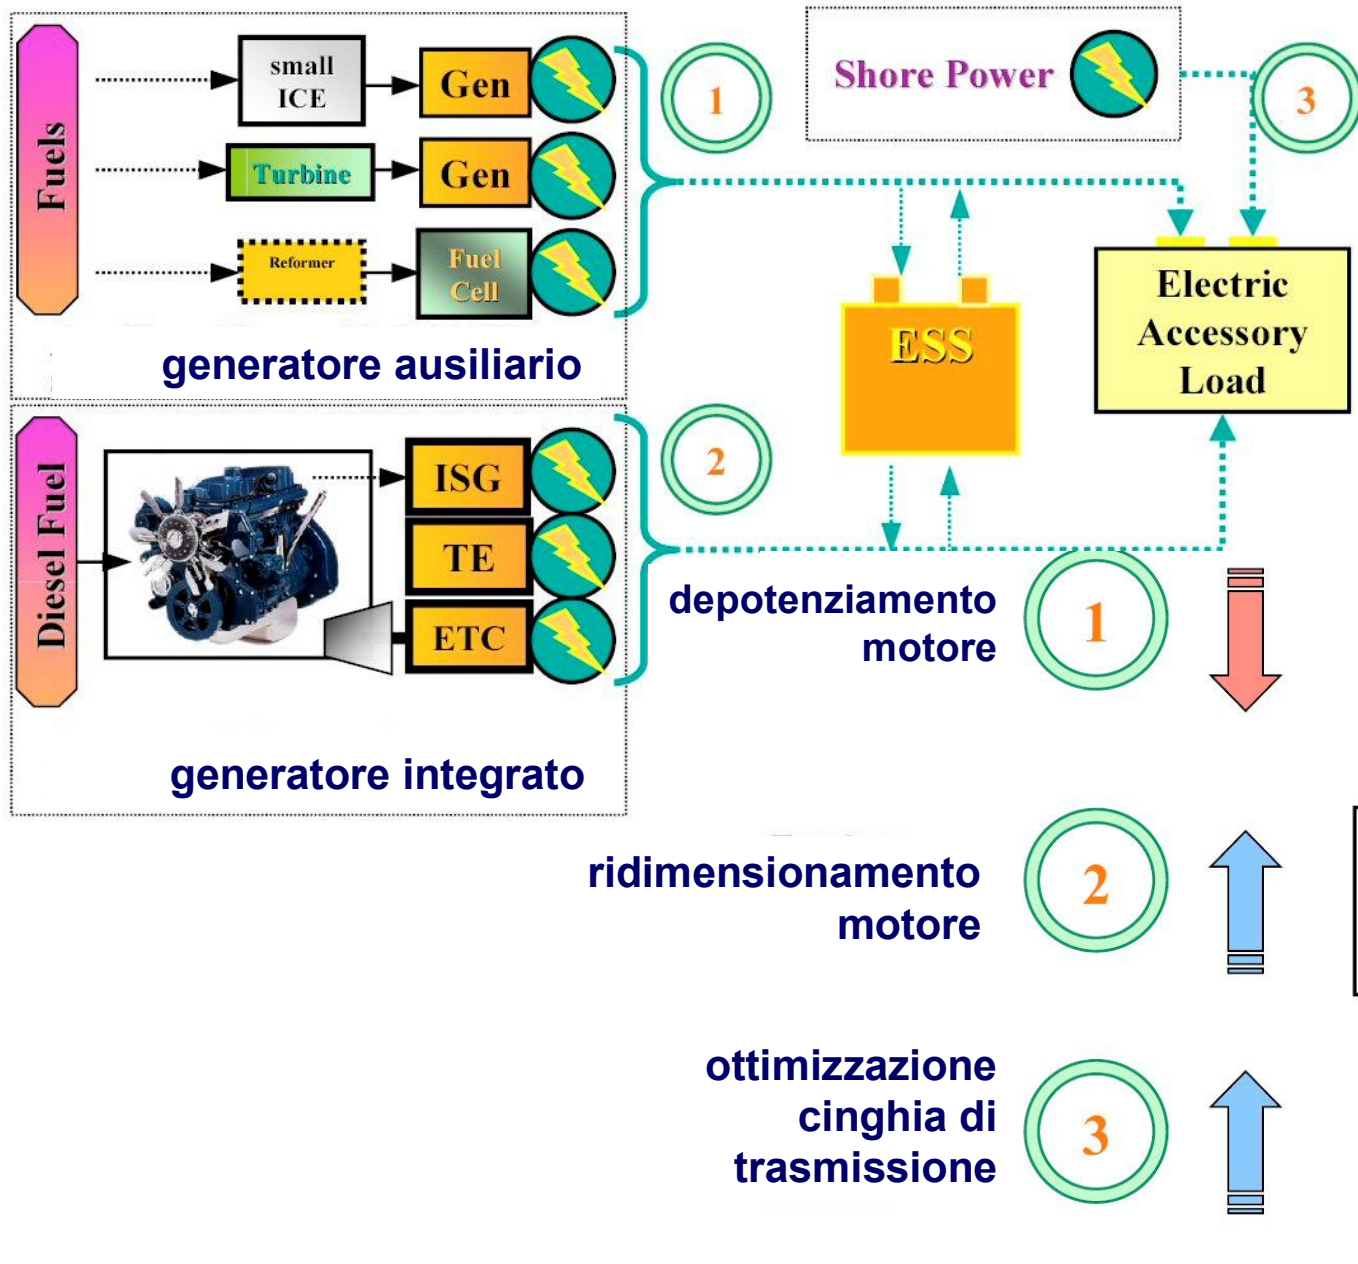 Fuels
small
ICE
Gen
Turbine
Gen
Reformer
Fuel
Cell
generatore ausiliario
1
Shore Power
3
ESS
Electric
Accessory
Load
Diesel Fuel
ISG
TE
ETC
generatore integrato
2
depotenziamento
motore
1
ridimensionamento
motore
2
ottimizzazione
cinghia di
trasmissione
3